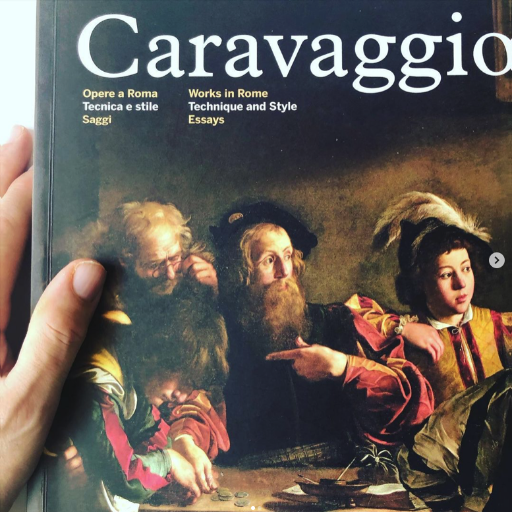 Caravaggio
Opere a Roma
Tecnica e stile
Saggi
Works in Rome
Technique and Style
Essays